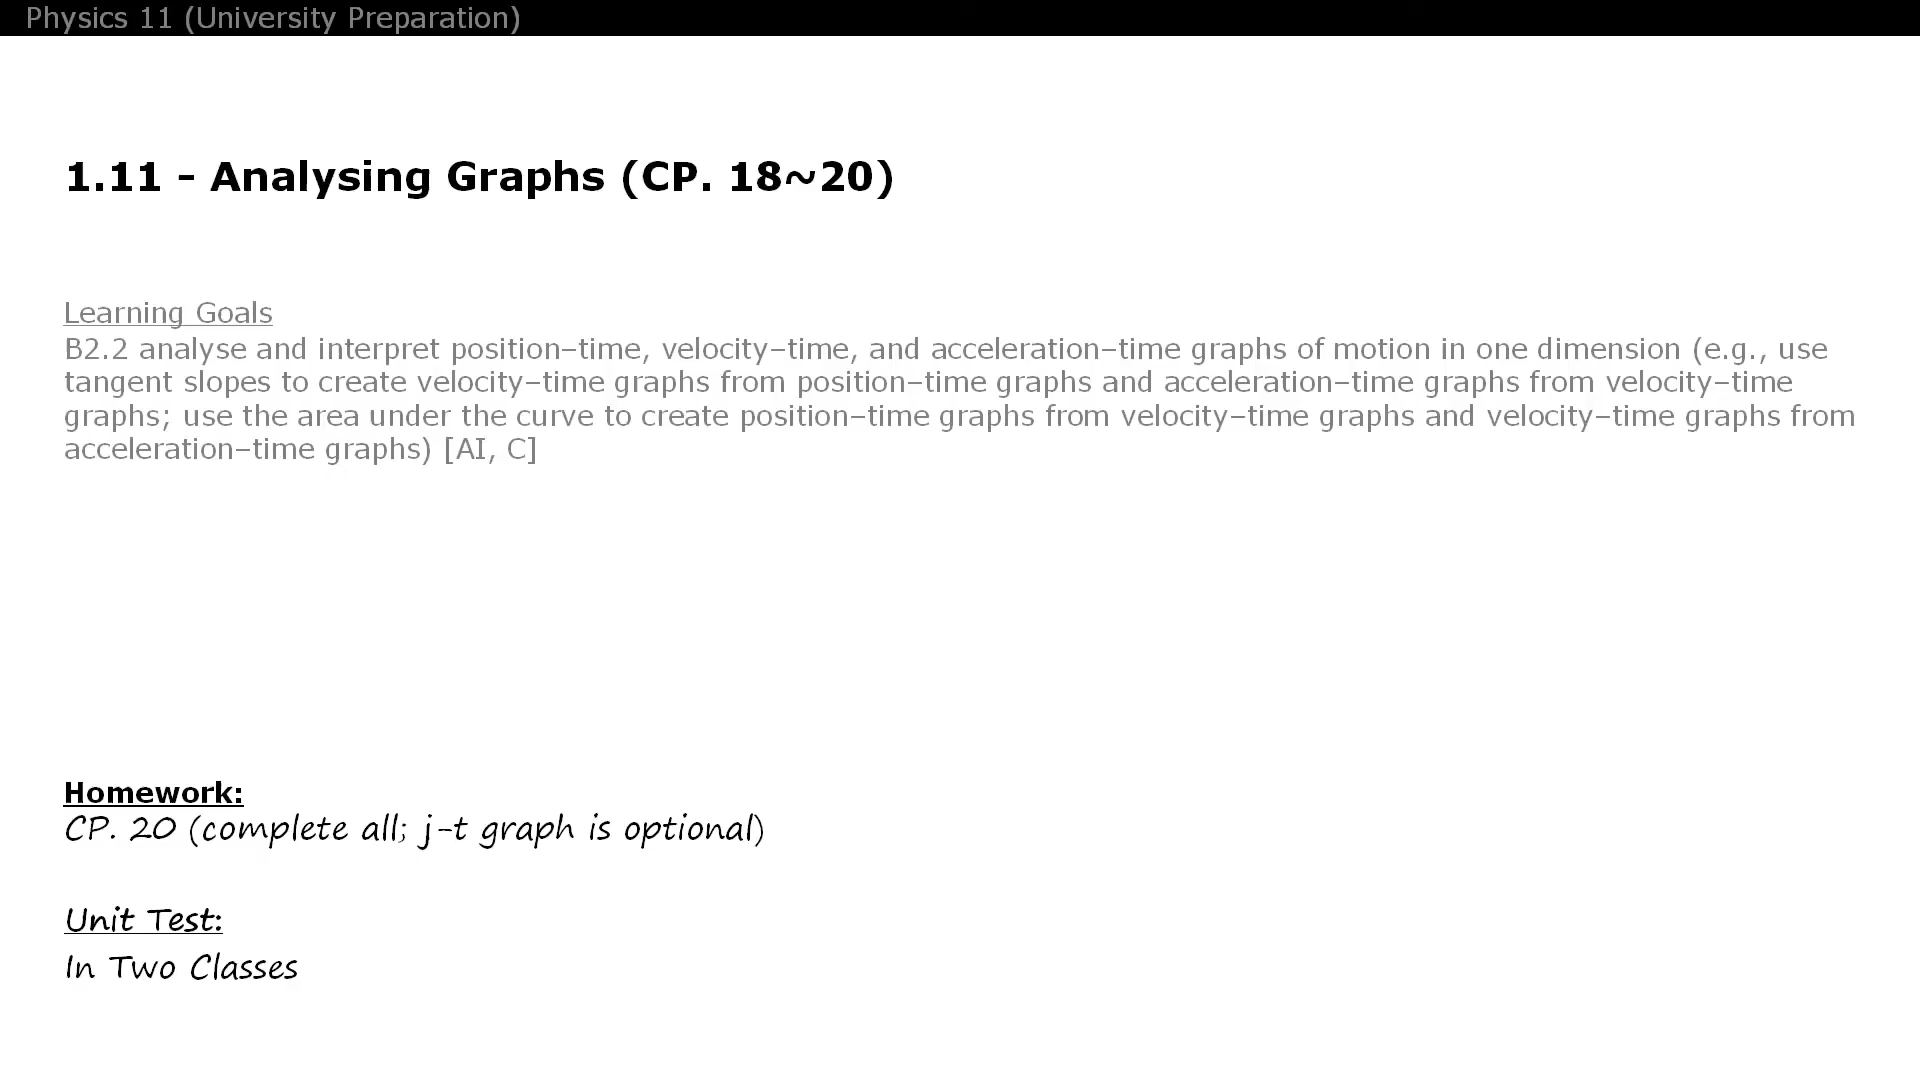 Physics 11 (University Preparation)
1.11 - Analysing Graphs (CP. 18~20)
Learning Goals
B2.2 analyse and interpret position–time, velocity–time, and acceleration–time graphs of motion in one dimension (e.g., use
tangent slopes to create velocity–time graphs from position–time graphs and acceleration–time graphs from velocity–time
graphs; use the area under the curve to create position–time graphs from velocity–time graphs and velocity–time graphs from
acceleration–time graphs) [AI, C]
Homework:
CP. 20 (complete all; j-t graph is optional)
Unit Test:
In Two Classes